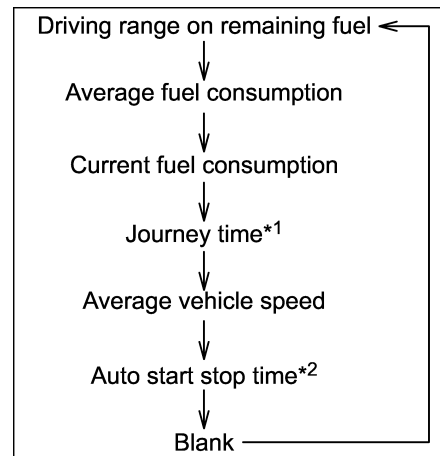 Driving range on remaining fuel
Average fuel consumption
Current fuel consumption
Journey time*1
Average vehicle speed
Auto start stop time*2
Blank